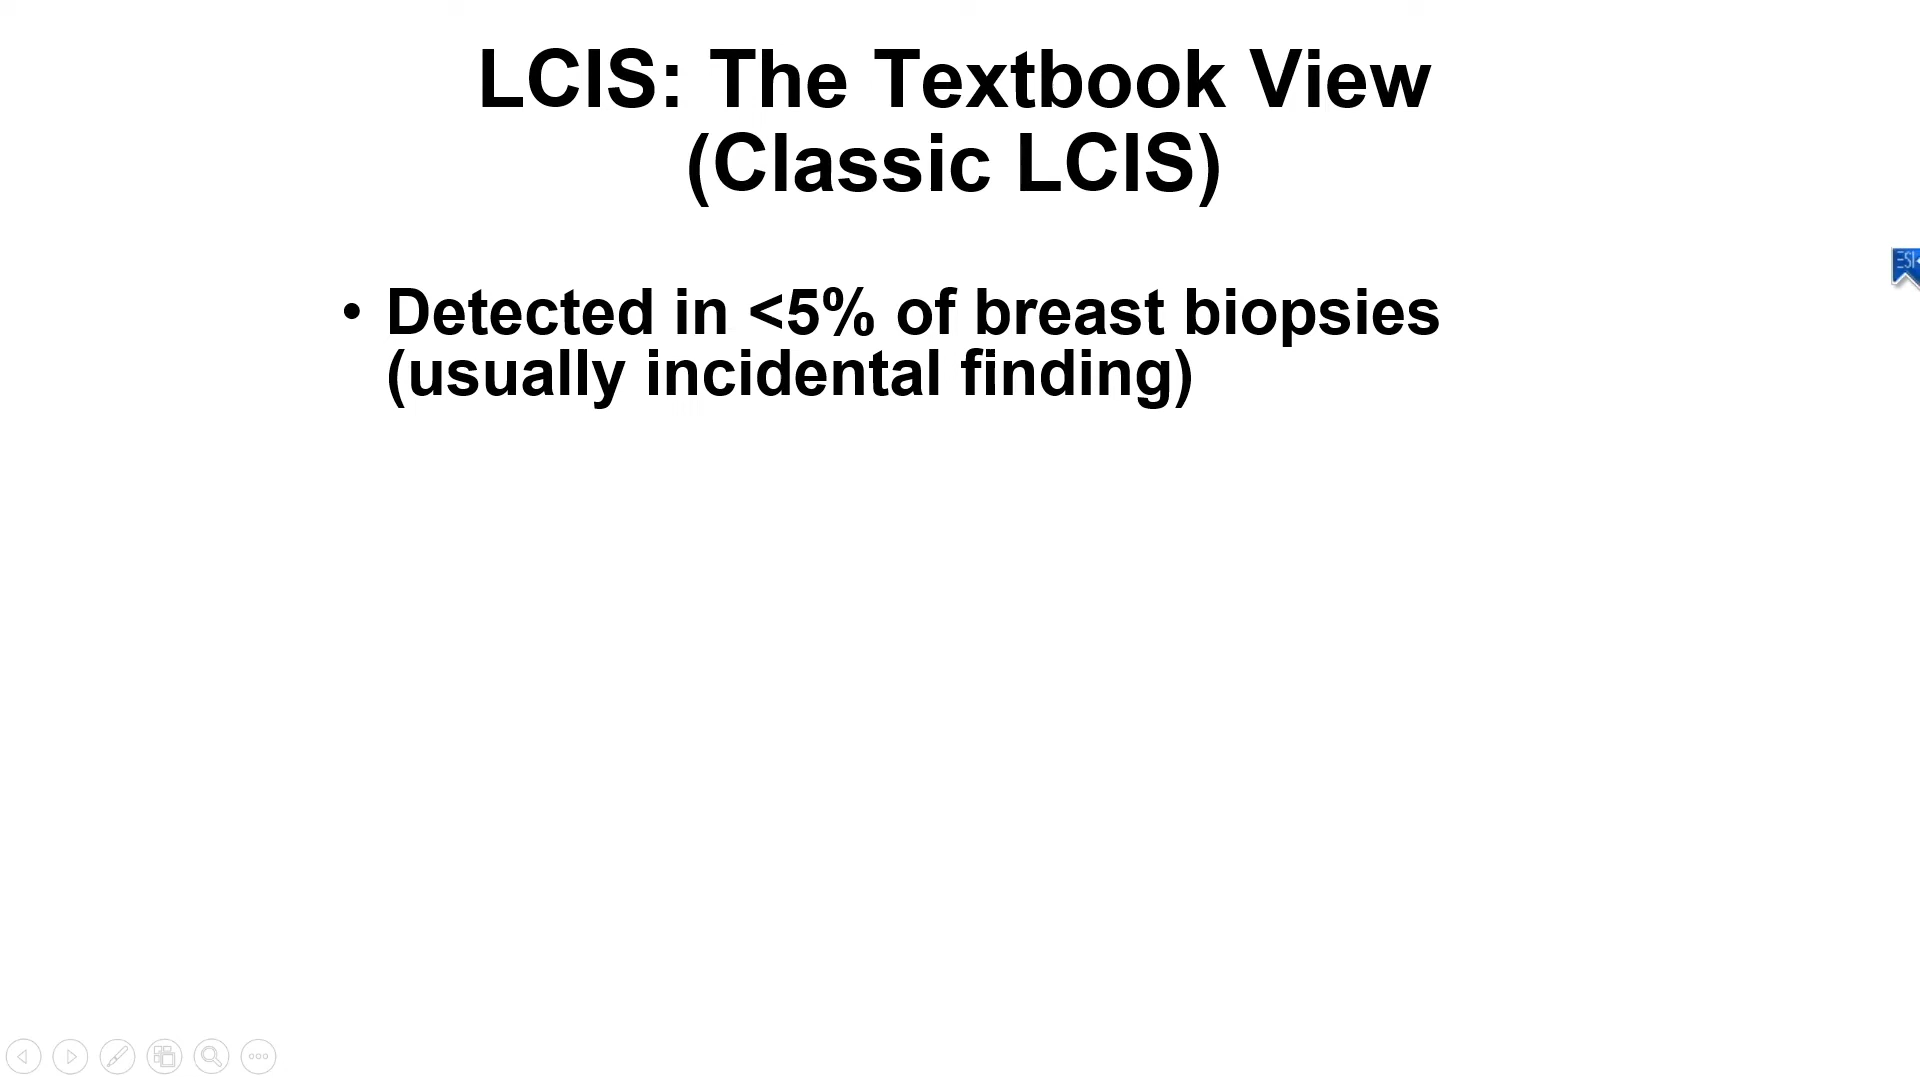 LCIS: The Textbook View
(Classic LCIS)
• Detected in <5% of breast biopsies
(usually incidental finding)